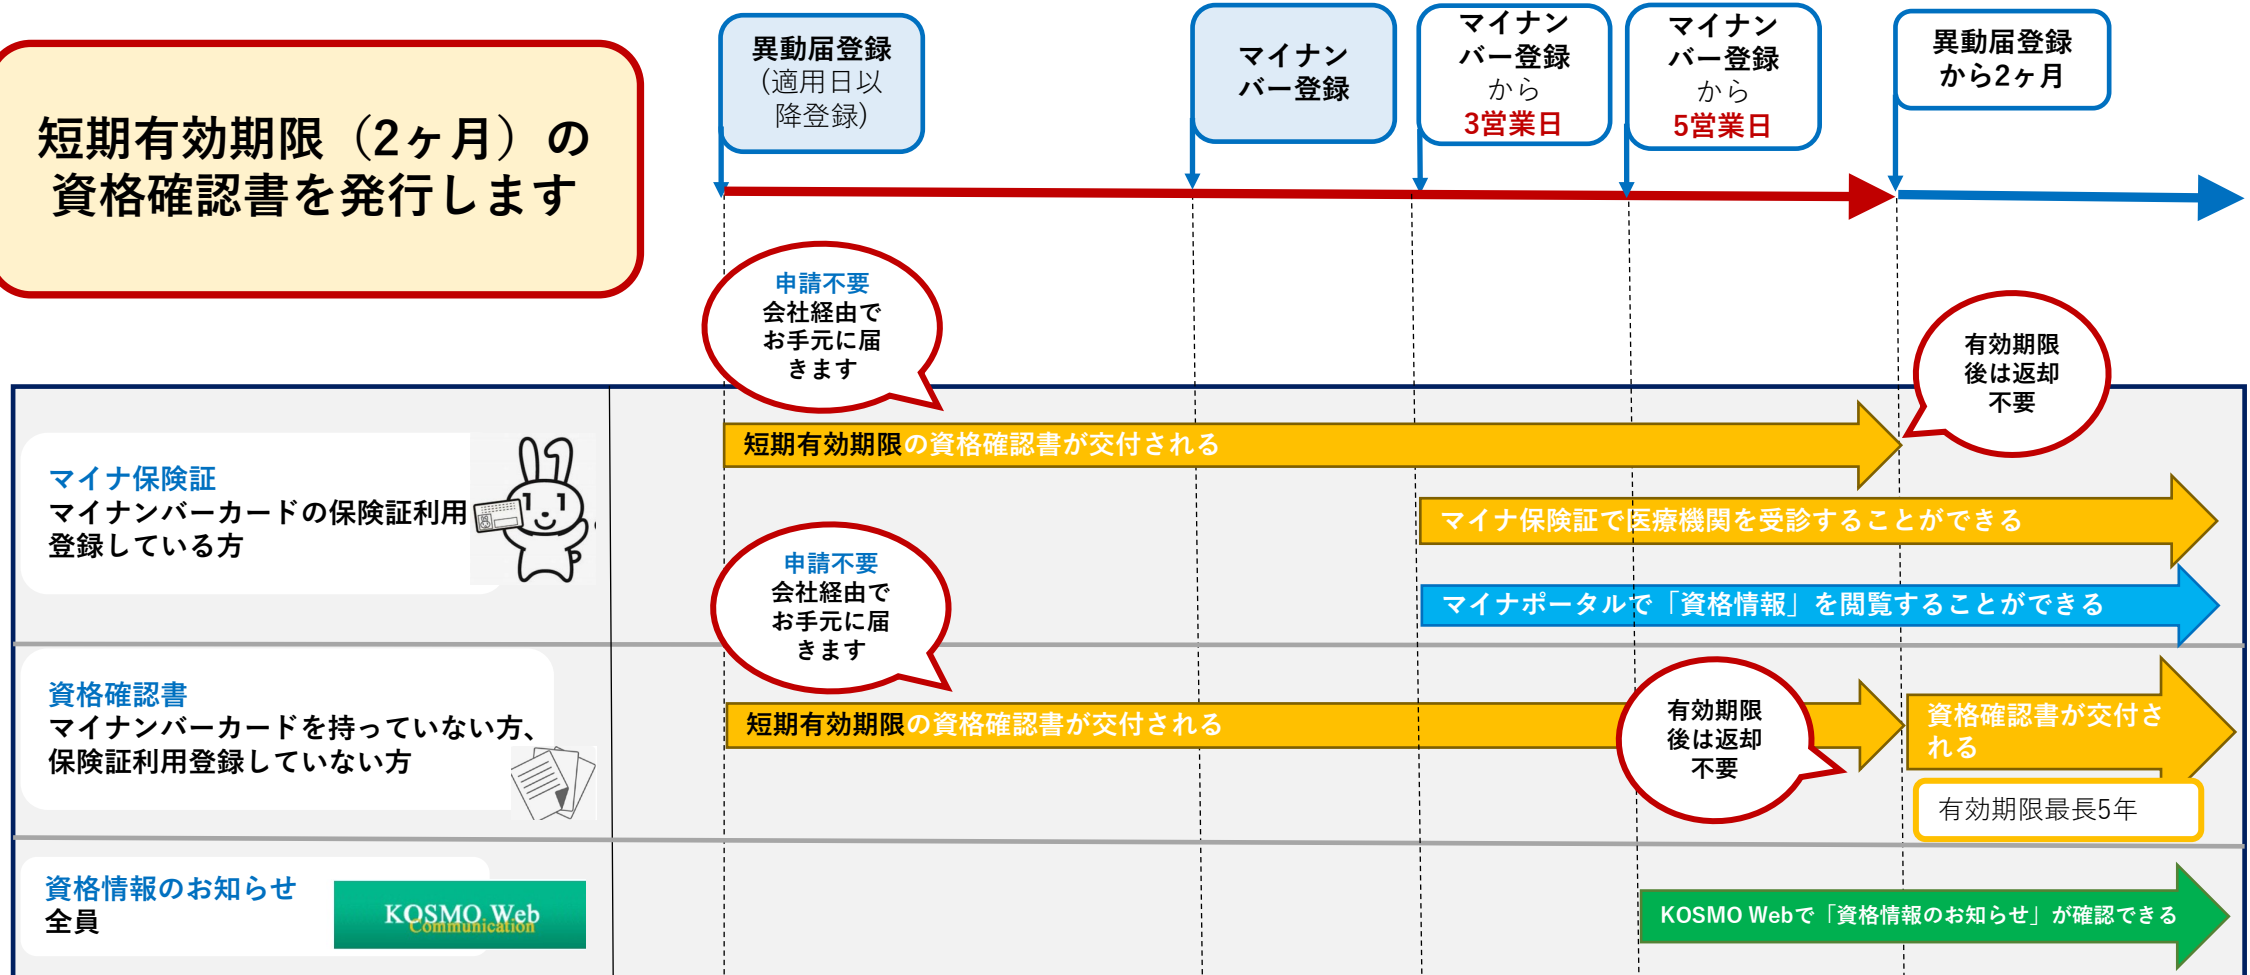 短期有効期限（2ヶ月）の
資格確認書を発行します
異動届登録
（適用日以
降登録）
マイナン
バー登録
マイナン
バー登録
から
3営業日
マイナン
バー登録
から
5営業日
異動届登録
から2ヶ月
申請不要
会社経由で
お手元に届
きます
有効期限
後は返却
不要
マイナ保険証
マイナンバーカードの保険証利用
登録している方
短期有効期限の資格確認書が交付される
マイナ保険証で医療機関を受診することができる
マイナポータルで「資格情報」を閲覧することができる
申請不要
会社経由で
お手元に届
きます
資格確認書
マイナンバーカードを持っていない方、
保険証利用登録していない方
短期有効期限の資格確認書が交付される
有効期限
後は返却
不要
資格確認書が交付さ
れる
有効期限最長5年
資格情報のお知らせ
全員
KOSMO Web
Communication
KOSMO Webで「資格情報のお知らせ」が確認できる